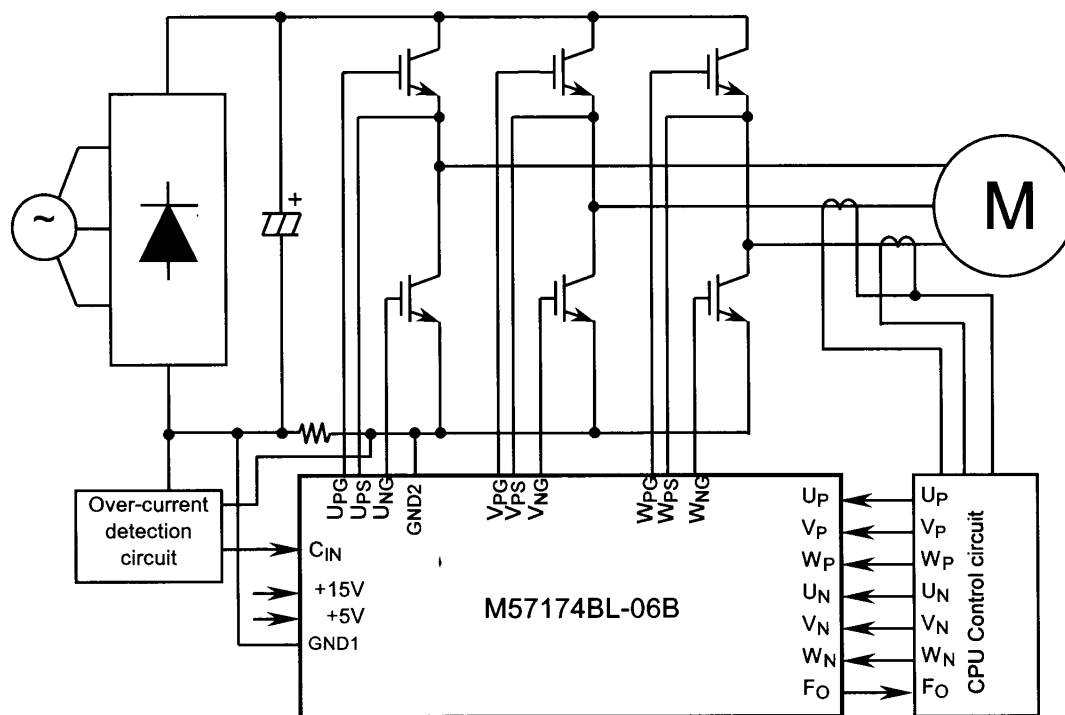 ~
+
M
UPG
UPS
UNG
GND2
VPG
VPS
VNG
WPG
WPS
WNG
Over-current
detection
circuit
CIN
+15V
+5V
GND1
M57174BL-06B
UP
VP
WP
UN
VN
WN
FO
UP
VP
WP
UN
VN
WN
FO
CPU Control circuit